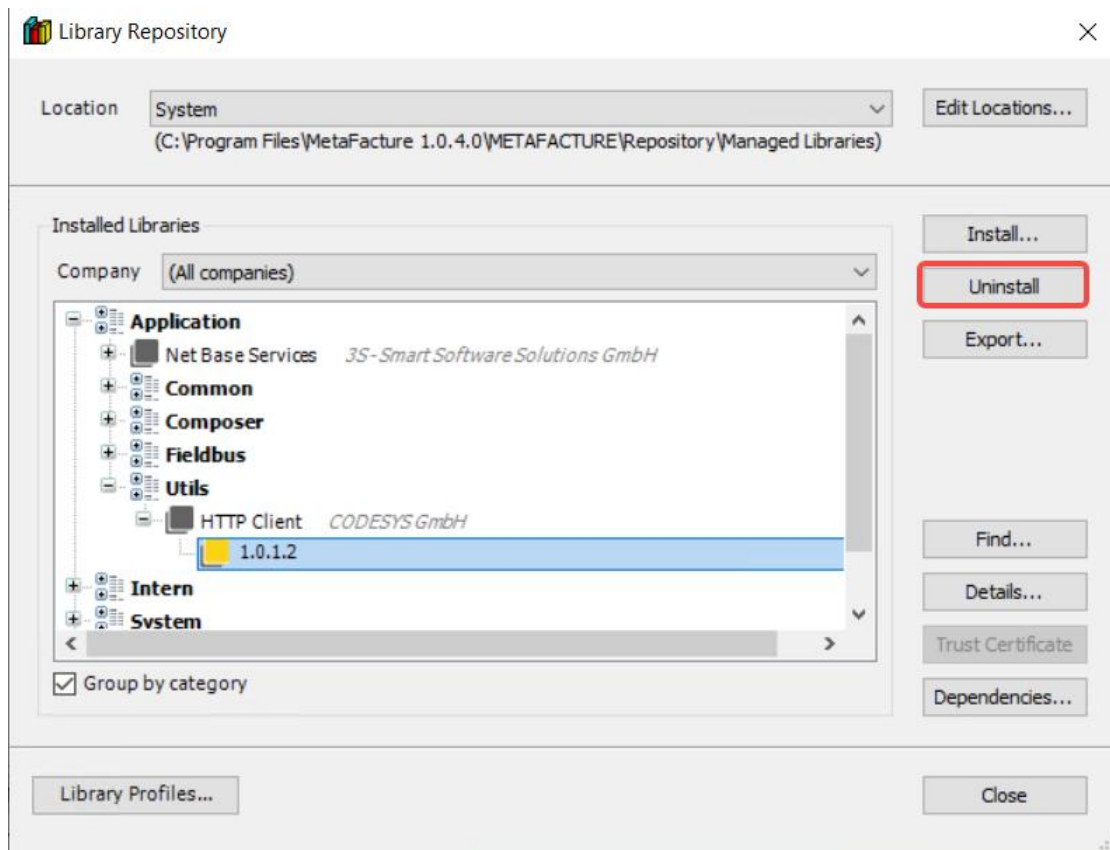 Library Repository
Location System Edit Locations...
(C:\Program Files\MetaFacture 1.0.4.0\METAFACTURE\Repository\Managed Libraries)
Installed Libraries
Install...
Company (All companies)
Uninstall
Application
Export...
Net Base Services 3S-Smart Software Solutions GmbH
Common
Composer
Fieldbus
Utils
HTTP Client CODESYS GmbH
Find...
1.0.1.2
Intern
Details...
System
Trust Certificate
Group by category
Dependencies...
Library Profiles... Close